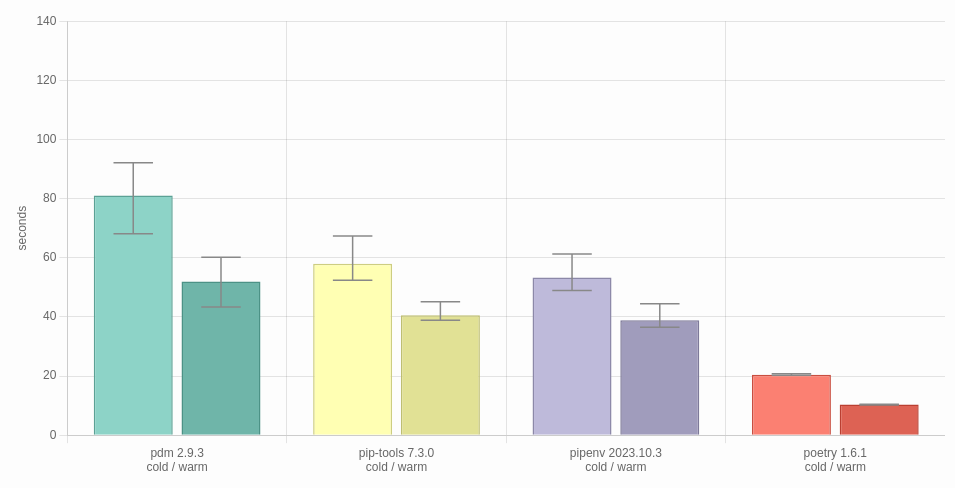 140
120
100
80
60
40
20
0
seconds
pdm 2.9.3
cold / warm
pip-tools 7.3.0
cold / warm
pipenv 2023.10.3
cold / warm
poetry 1.6.1
cold / warm